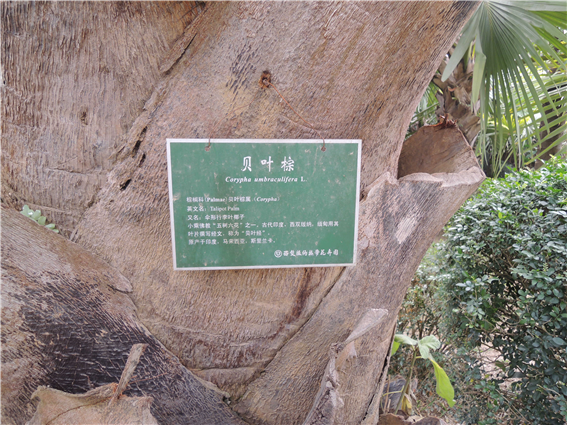 贝叶棕
Corypha umbraculifera L.
棕榈科(Palmae)贝叶棕属(Corypha)
英文名: Talipot Palm
又名: 伞形行李叶椰子
小乘佛教"五树六花"之一, 古代印度、西双版纳、缅甸用其
叶片撰写经文, 称为"贝叶经"
原产于印度、马来西亚、斯里兰卡。
西双版纳热带花卉园